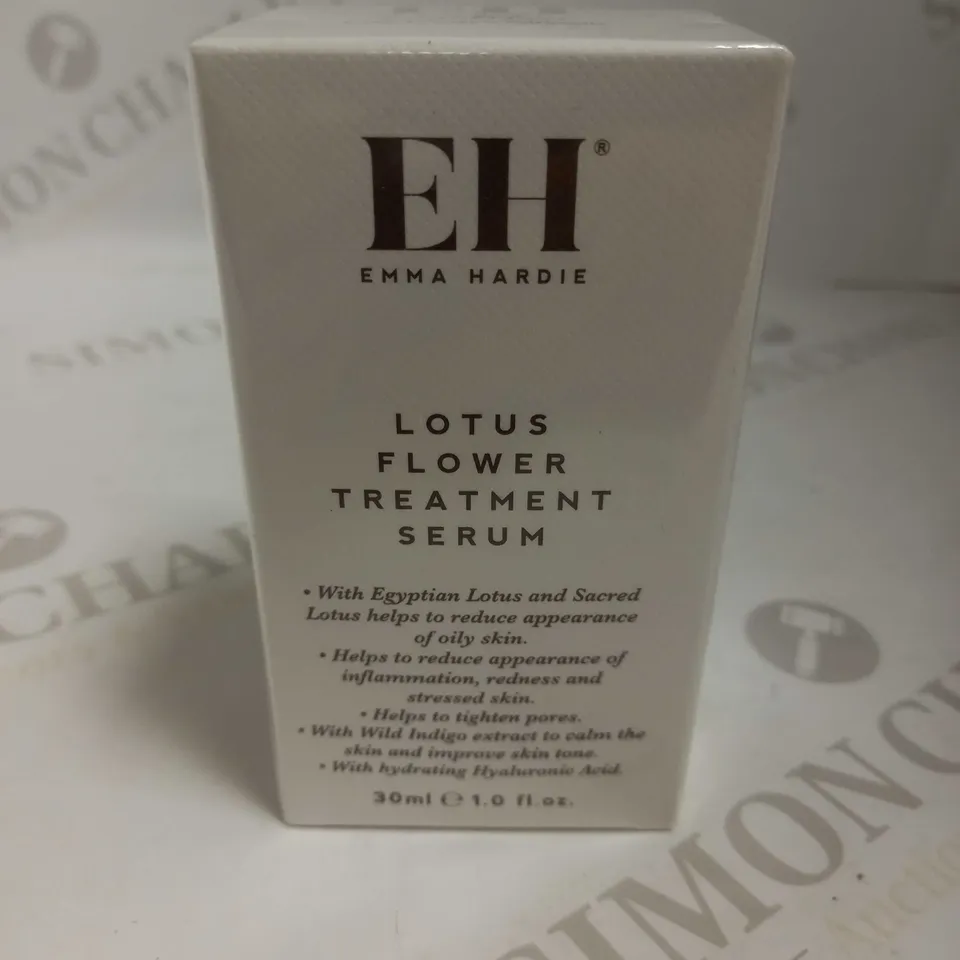 EH®
EMMA HARDIE
LOTUS
FLOWER
TREATMENT
SERUM
• With Egyptian Lotus and Sacred
Lotus helps to reduce appearance
of oily skin.
• Helps to reduce appearance of
inflammation, redness and
stressed skin.
• Helps to tighten pores.
• With Wild Indigo extract to calm the
skin and improve skin tone.
• With hydrating Hyaluronic Acid.
30ml ℮ 1.0 fl.oz.